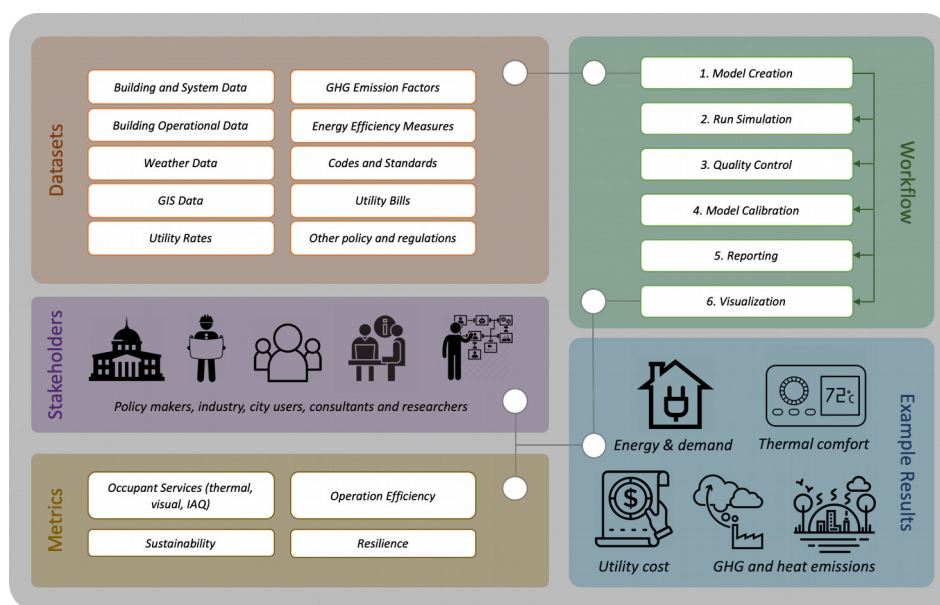 Datasets
Building and System Data
GHG Emission Factors
Building Operational Data
Energy Efficiency Measures
Weather Data
Codes and Standards
GIS Data
Utility Bills
Utility Rates
Other policy and regulations
Workflow
1. Model Creation
2. Run Simulation
3. Quality Control
4. Model Calibration
5. Reporting
6. Visualization
Stakeholders
i
Policy makers, industry, city users, consultants and researchers
Metrics
Occupant Services (thermal,
visual, IAQ)
Operation Efficiency
Sustainability
Resilience
Example Results
Energy & demand
72°c
Thermal comfort
$
Utility cost
GHG and heat emissions